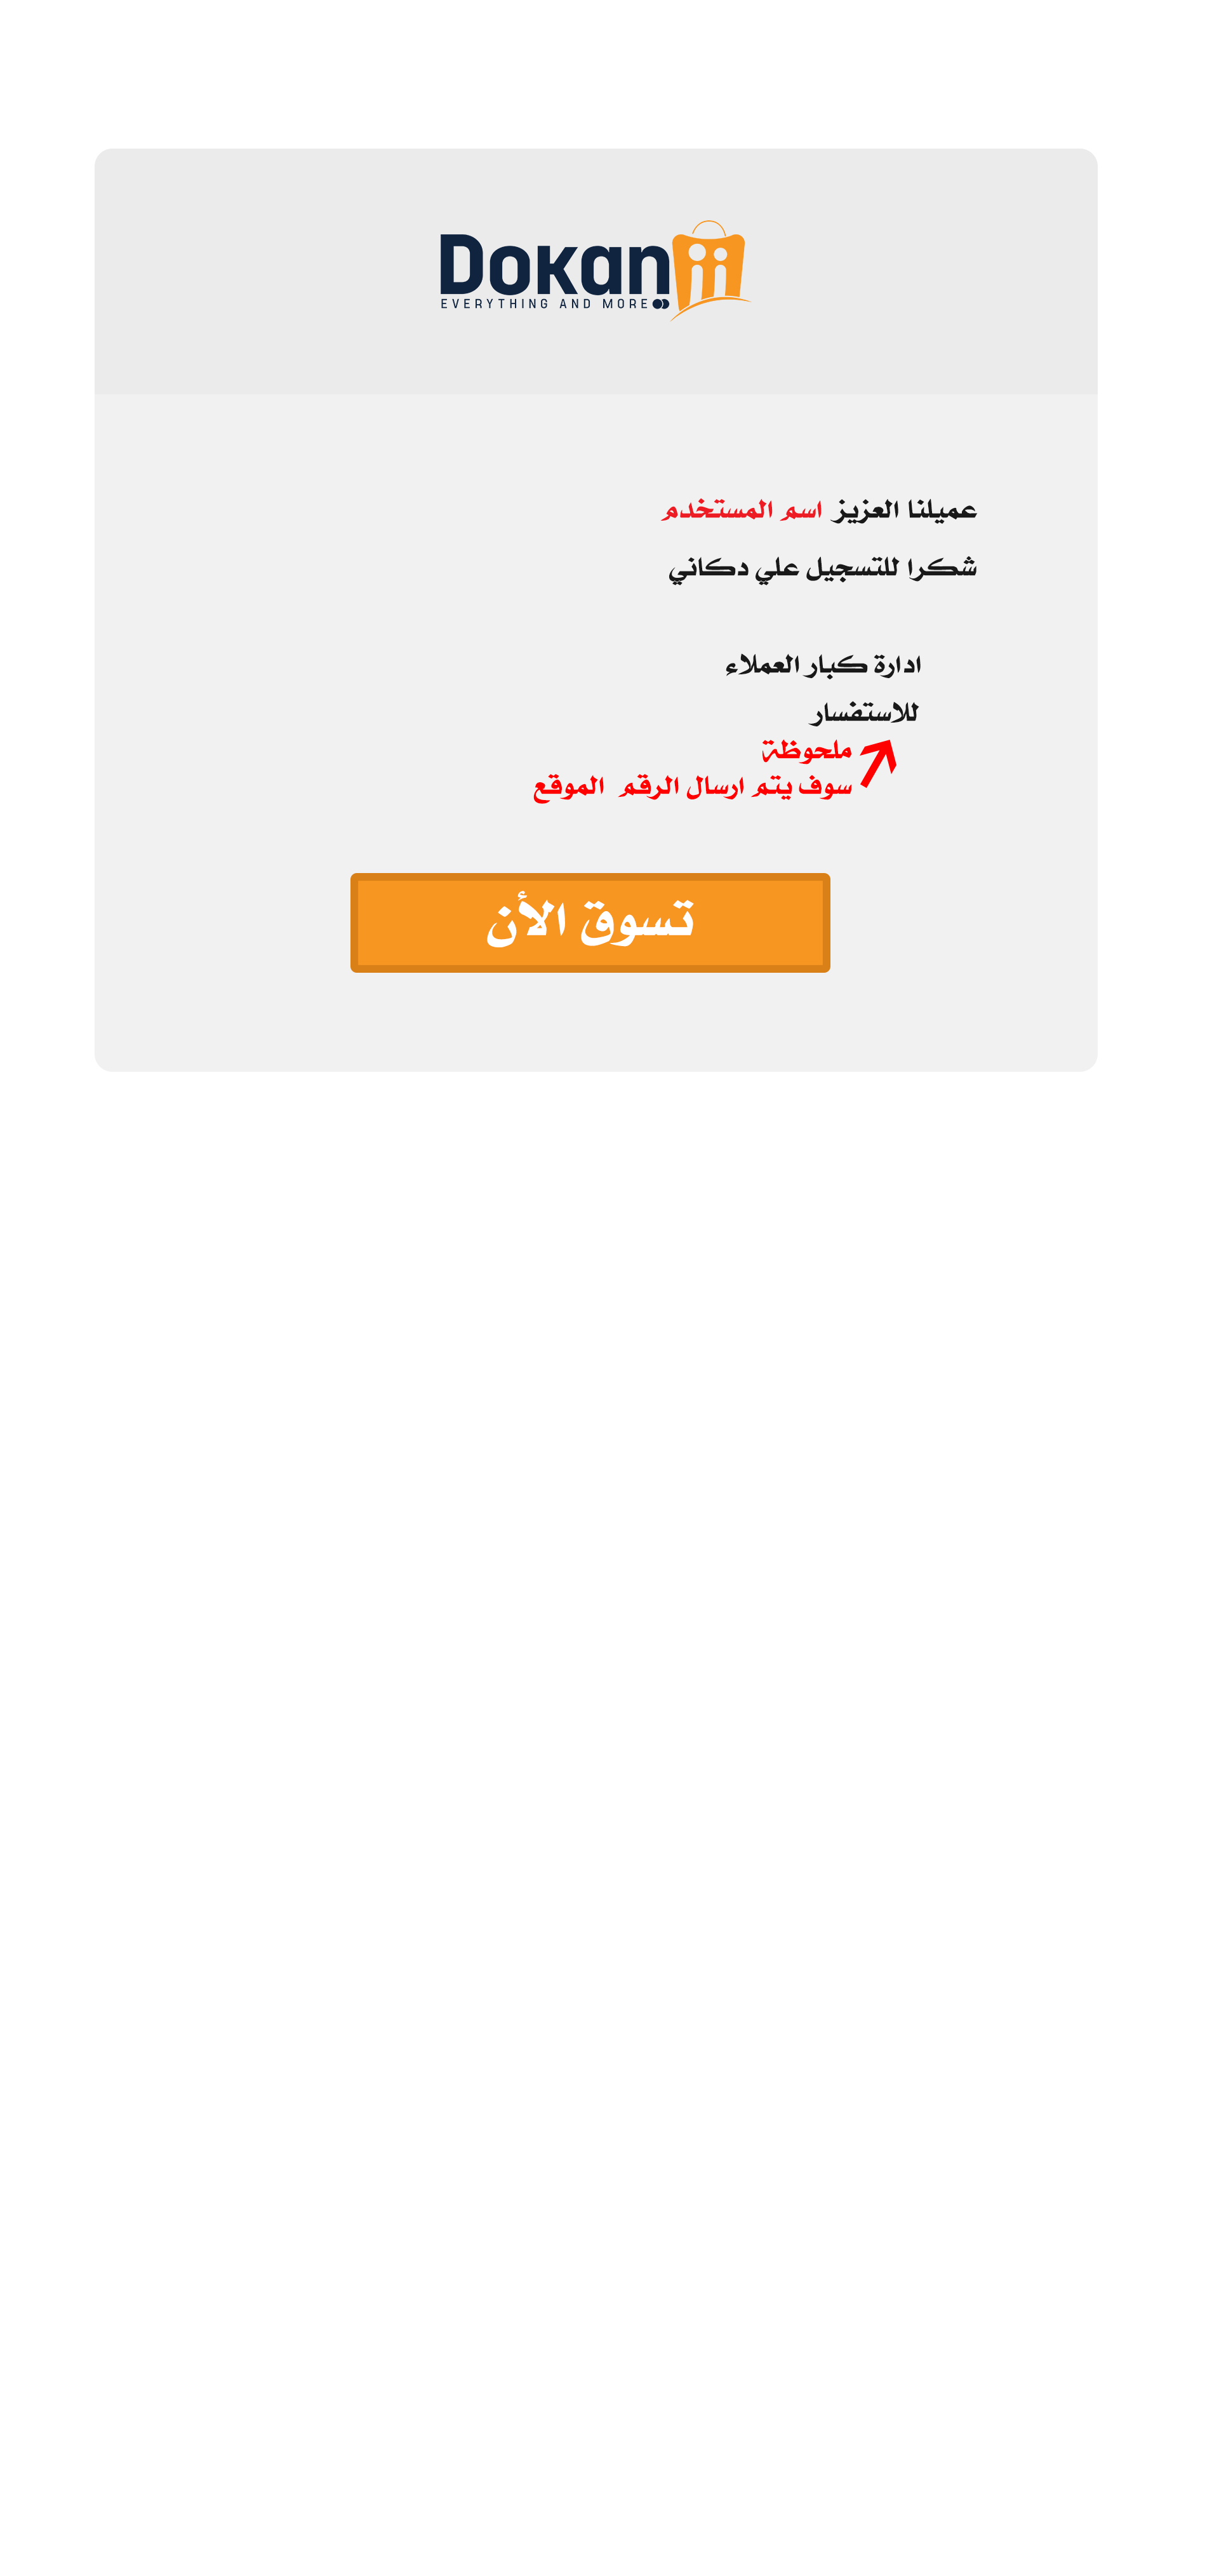 Dokanii
EVERYTHING AND MORE
عميلنا العزيز اسم المستخدم
شكرا للتسجيل علي دكاني
ادارة كبار العملاء
للاستفسار
ملحوظة
سوف يتم ارسال الرقم الموقع
تسوق الأن